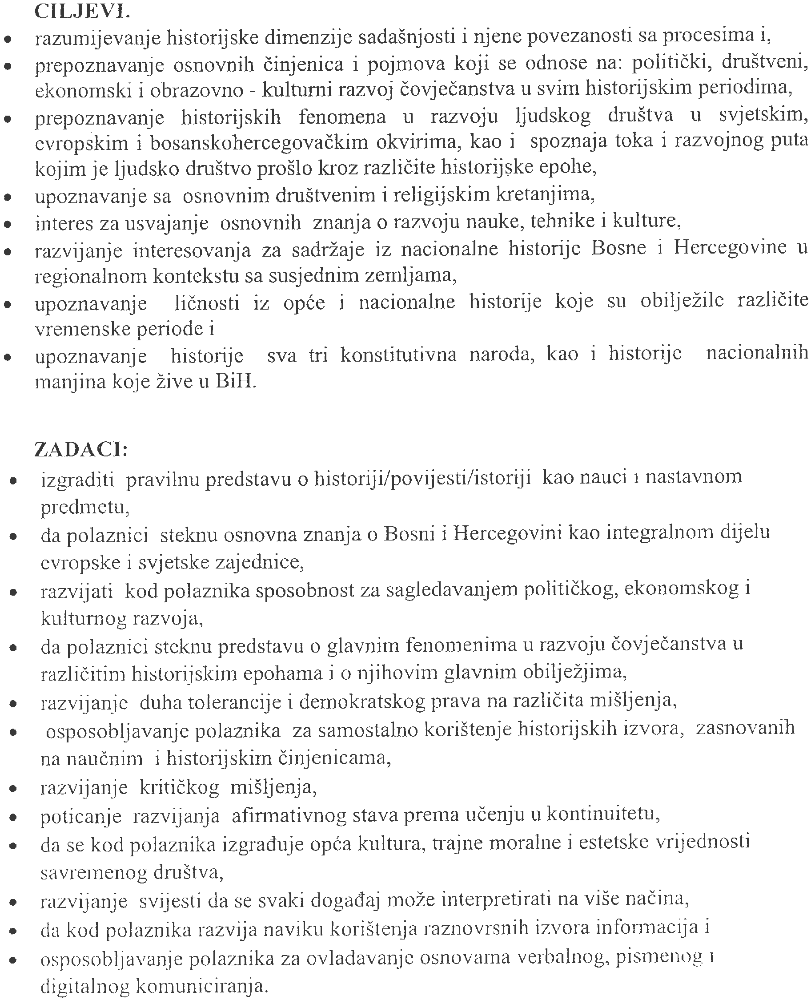 CILJEVI.
• razumijevanje historijske dimenzije sadašnjosti i njene povezanosti sa procesima i,
• prepoznavanje osnovnih činjenica i pojmova koji se odnose na: politički, društveni,
ekonomski i obrazovno - kulturni razvoj čovječanstva u svim historijskim periodima,
• prepoznavanje historijskih fenomena u razvoju ljudskog društva u svjetskim,
evropskim i bosanskohercegovačkim okvirima, kao i spoznaja toka i razvojnog puta
kojim je ljudsko društvo prošlo kroz različite historijske epohe,
• upoznavanje sa osnovnim društvenim i religijskim kretanjima,
• interes za usvajanje osnovnih znanja o razvoju nauke, tehnike i kulture,
• razvijanje interesovanja za sadržaje iz nacionalne historije Bosne i Hercegovine u
regionalnom kontekstu sa susjednim zemljama,
• upoznavanje ličnosti iz opće i nacionalne historije koje su obilježile različite
vremenske periode i
• upoznavanje historije sva tri konstitutivna naroda, kao i historije nacionalnih
manjina koje žive u BiH.
ZADACI:
• izgraditi pravilnu predstavu o historiji/povijesti/istoriji kao nauci i nastavnom
predmetu,
• da polaznici steknu osnovna znanja o Bosni i Hercegovini kao integralnom dijelu
evropske i svjetske zajednice,
• razvijati kod polaznika sposobnost za sagledavanjem političkog, ekonomskog i
kulturnog razvoja,
• da polaznici steknu predstavu o glavnim fenomenima u razvoju čovječanstva u
različitim historijskim epohama i o njihovim glavnim obilježjima,
• razvijanje duha tolerancije i demokratskog prava na različita mišljenja,
• osposobljavanje polaznika za samostalno korištenje historijskih izvora, zasnovanih
na naučnim i historijskim činjenicama,
• razvijanje kritičkog mišljenja,
• poticanje razvijanja afirmativnog stava prema učenju u kontinuitetu,
• da se kod polaznika izgrađuje opća kultura, trajne moralne i estetske vrijednosti
savremenog društva,
• razvijanje svijesti da se svaki događaj može interpretirati na više načina,
• da kod polaznika razvija naviku korištenja raznovrsnih izvora informacija i
• osposobljavanje polaznika za ovladavanje osnovama verbalnog, pismenog i
digitalnog komuniciranja.